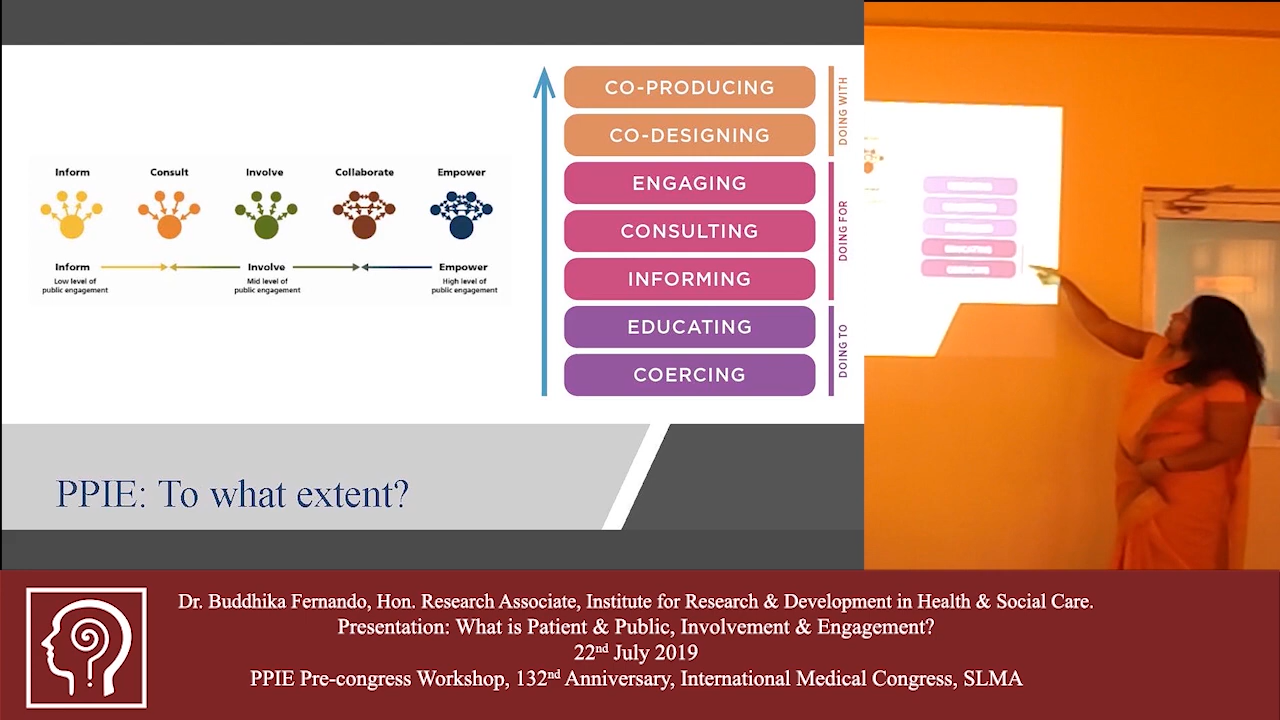 Inform
Consult
Involve
Collaborate
Empower
Inform
Low level of
public engagement
Involve
Mid level of
public engagement
Empower
High level of
public engagement
CO-PRODUCING
CO-DESIGNING
DOING WITH
ENGAGING
CONSULTING
INFORMING
DOING FOR
EDUCATING
COERCING
DOING TO
PPIE: To what extent?
EDUCATING
Dr. Buddhika Fernando, Hon. Research Associate, Institute for Research & Development in Health & Social Care.
Presentation: What is Patient & Public, Involvement & Engagement?
22nd July 2019
PPIE Pre-congress Workshop, 132nd Anniversary, International Medical Congress, SLMA